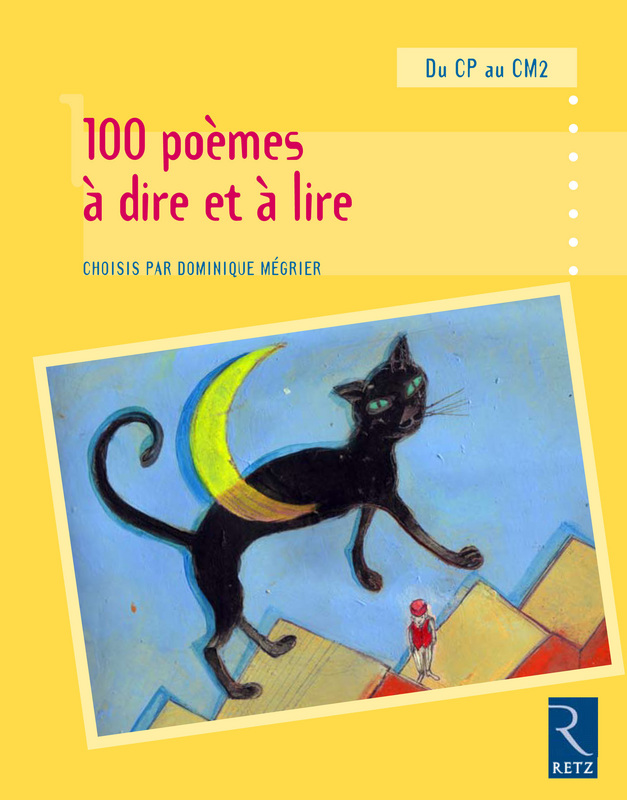 Du CP au CM2
100 poèmes
à dire et à lire
CHOISIS PAR DOMINIQUE MÉGRIER
R
RETZ